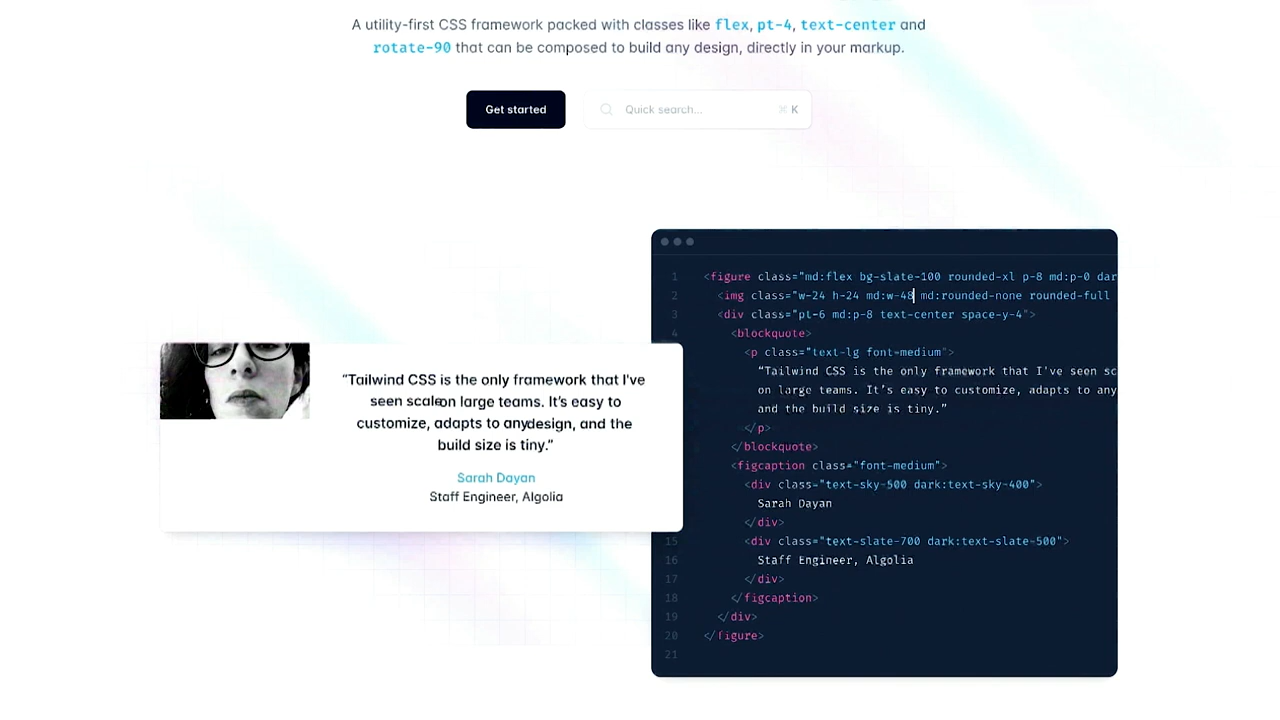 A utility-first CSS framework packed with classes like flex, pt-4, text-center and
rotate-90 that can be composed to build any design, directly in your markup.
Get started
Quick search...
⌘ K
“Tailwind CSS is the only framework that I've
seen scale on large teams. It’s easy to
customize, adapts to any design, and the
build size is tiny.”
Sarah Dayan
Staff Engineer, Algolia
1 <figure class="md:flex bg-slate-100 rounded-xl p-8 md:p-0 dar
2 <img class="w-24 h-24 md:w-48 md:rounded-none rounded-full
3 <div class="pt-6 md:p-8 text-center space-y-4">
4 <blockquote>
<p class="text-lg font-medium">
“Tailwind CSS is the only framework that I've seen sc
on large teams. It’s easy to customize, adapts to any
and the build size is tiny.”
</p>
</blockquote>
<figcaption class="font-medium">
<div class="text-sky-500 dark:text-sky-400">
Sarah Dayan
</div>
15 <div class="text-slate-700 dark:text-slate-500">
16 Staff Engineer, Algolia
17 </div>
18 </figcaption>
19 </div>
20 </figure>
21